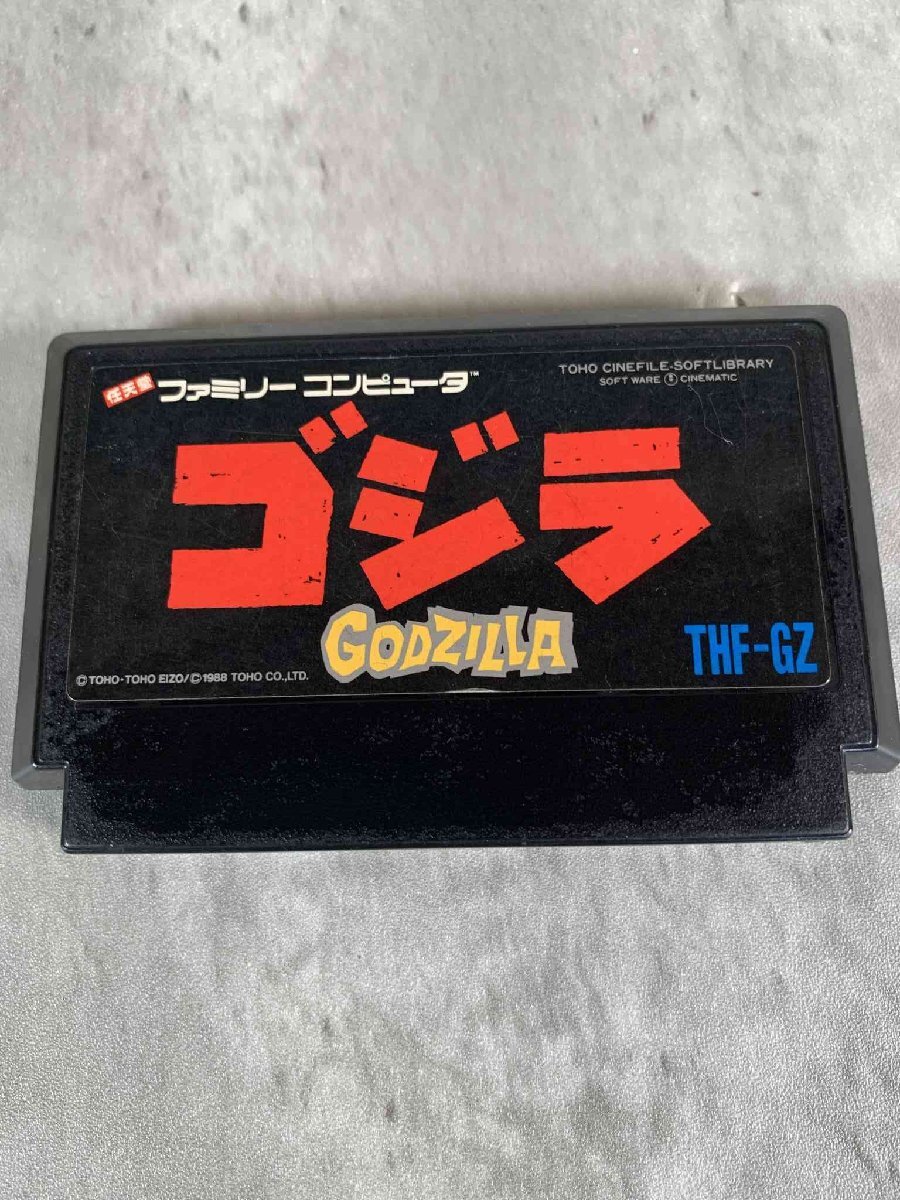 任天堂 ファミリーコンピュータ™
TOHO CINEFILE-SOFTLIBRARY
SOFT WARE CINEMATIC
ゴジラ
GODZILLA
THF-GZ
©TOHO・TOHO EIZO/©1988 TOHO CO.,LTD.